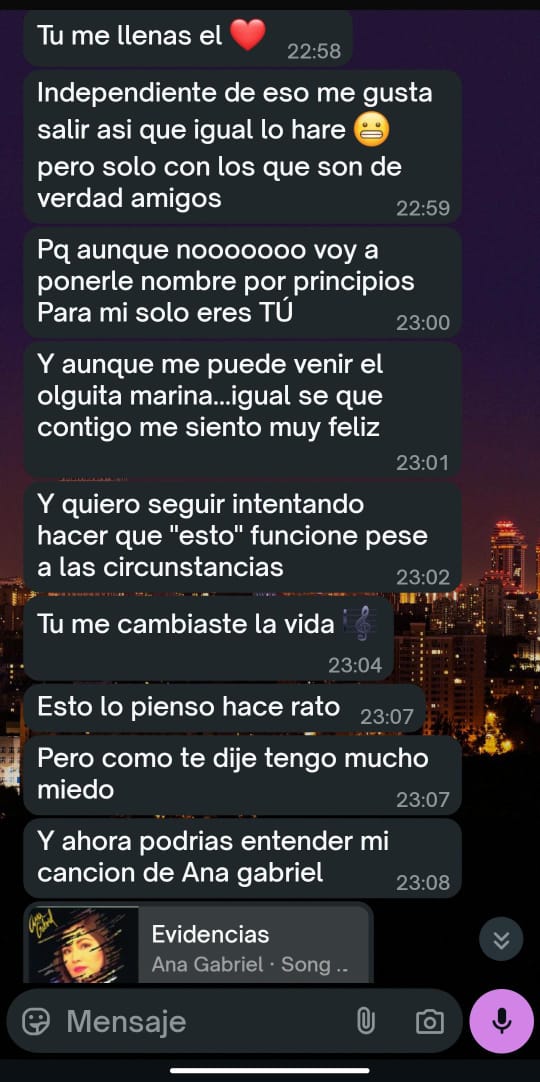 Tu me llenas el ❤️
22:58
Independiente de eso me gusta
salir asi que igual lo hare 😬
pero solo con los que son de
verdad amigos
22:59
Pq aunque nooooooo voy a
ponerle nombre por principios
Para mi solo eres TÚ
23:00
Y aunque me puede venir el
olguita marina...igual se que
contigo me siento muy feliz
23:01
Y quiero seguir intentando
hacer que "esto" funcione pese
a las circunstancias
23:02
Tu me cambiaste la vida 🎼
23:04
Esto lo pienso hace rato
23:07
Pero como te dije tengo mucho
miedo
23:07
Y ahora podrias entender mi
cancion de Ana gabriel
23:08
Ana Gabriel
Evidencias
Ana Gabriel · Song ..
Mensaje